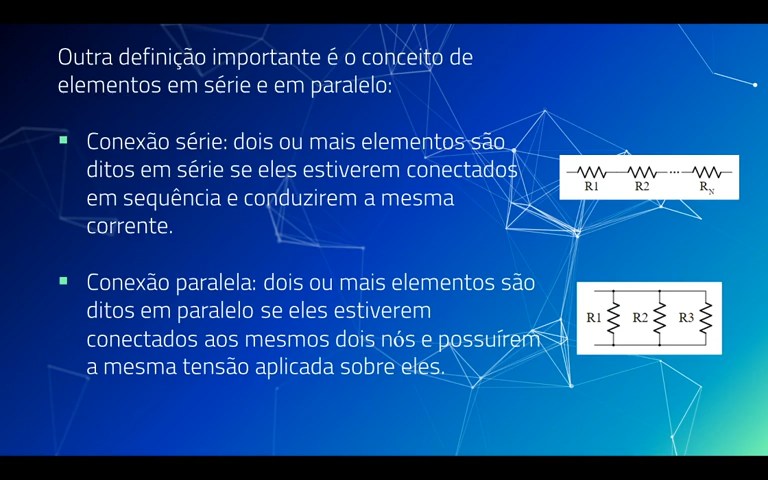 Outra definição importante é o conceito de
elementos em série e em paralelo:
▪ Conexão série: dois ou mais elementos são
ditos em série se eles estiverem conectados
em sequência e conduzirem a mesma
corrente.
R1 R2 ... R_N
▪ Conexão paralela: dois ou mais elementos são
ditos em paralelo se eles estiverem
conectados aos mesmos dois nós e possuírem
a mesma tensão aplicada sobre eles.
R1 R2 R3